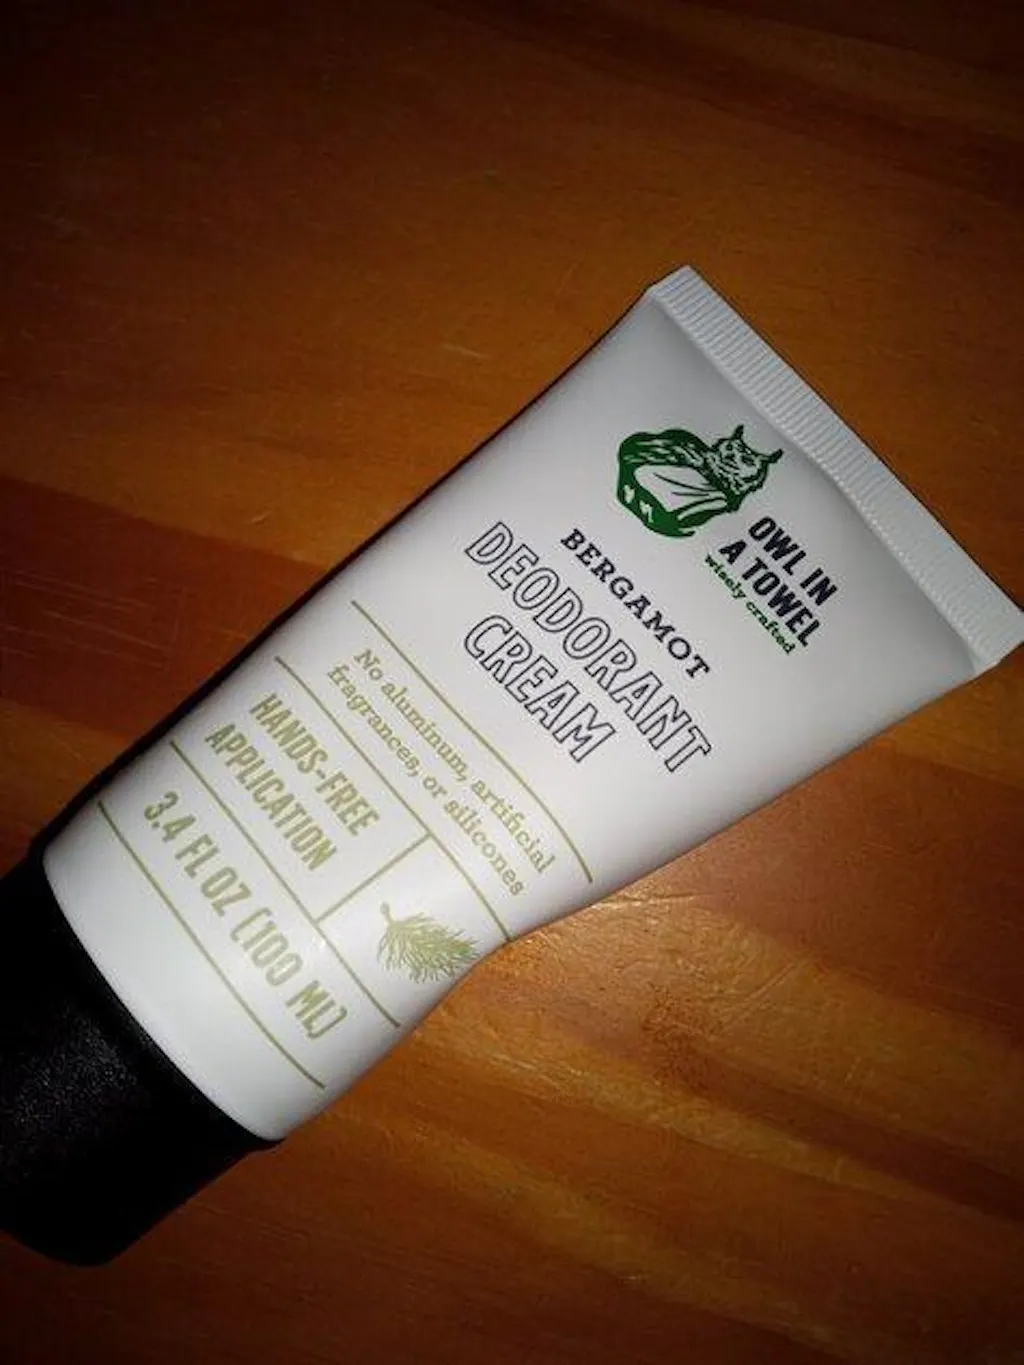 OWL IN
A TOWEL
wisely crafted
BERGAMOT
DEODORANT
CREAM
No aluminum, artificial
fragrances, or silicones
HANDS-FREE
APPLICATION
3.4 FL OZ (100 ML)